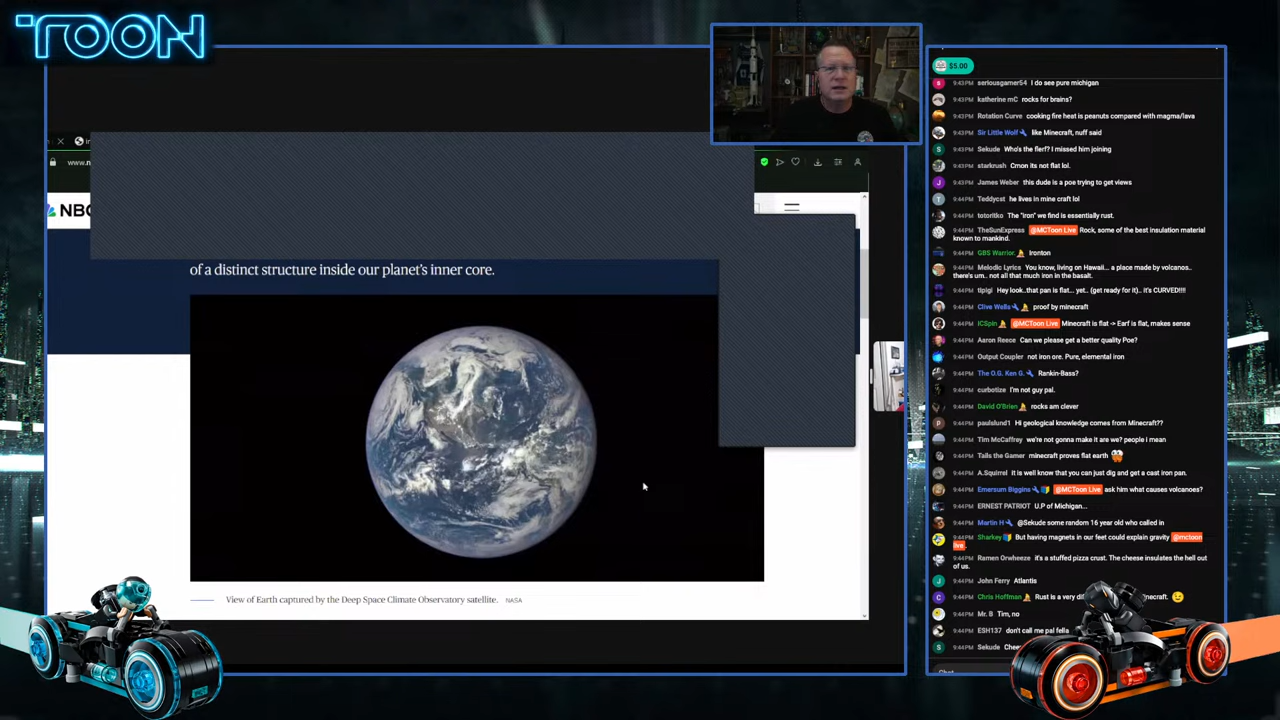 TOON
www.n
NBC
of a distinct structure inside our planet's inner core.
View of Earth captured by the Deep Space Climate Observatory satellite. NASA
$5.00
9:43PM seriousgamer54 I do see pure michigan
9:43PM katherine mC rocks for brains?
9:43PM Rotation Curve cooking fire heat is peanuts compared with magma/lava
9:43PM Sir Little Wolf like Minecraft, nuff said
9:43PM Sekude Who's the flerf? I missed him joining
9:43PM starkrush Cmon its not flat lol.
9:43PM James Weber this dude is a poe trying to get views
9:44PM Teddycst he lives in mine craft lol
9:44PM totoritko The "iron" we find is essentially rust.
9:44PM TheSunExpress @MCToon Live Rock, some of the best insulation material
known to mankind.
9:44PM GBS Warrior. Ironton
9:44PM Melodic Lyrics You know, living on Hawaii... a place made by volcanos..
there's um.. not all that much iron in the basalt.
9:44PM tipigi Hey look..that pan is flat... yet.. (get ready for it).. it's CURVED!!!!
9:44PM Clive Wells proof by minecraft
9:44PM ICSpin @MCToon Live Minecraft is flat -> Earf is flat, makes sense
9:44PM Aaron Reece Can we please get a better quality Poe?
9:44PM Output Coupler not iron ore. Pure, elemental iron
9:44PM The O.G. Ken G. Rankin-Bass?
9:44PM curbotize I'm not guy pal.
9:44PM David O'Brien rocks am clever
9:44PM paulslund1 Hi geological knowledge comes from Minecraft??
9:44PM Tim McCaffrey we're not gonna make it are we? people i mean
9:44PM Tails the Gamer minecraft proves flat earth
9:44PM A.Squirrel it is well know that you can just dig and get a cast iron pan.
9:44PM Emersum Biggins @MCToon Live ask him what causes volcanoes?
9:44PM ERNEST PATRIOT U.P of Michigan...
9:44PM Martin H @Sekude some random 16 year old who called in
9:44PM Sharkey But having magnets in our feet could explain gravity @mctoon
live
9:44PM Ramen Orwheeze it's a stuffed pizza crust. The cheese insulates the hell out
of us.
9:44PM John Ferry Atlantis
9:44PM Chris Hoffman Rust is a very di
9:44PM Mr. B Tim, no
9:44PM ESH137 don't call me pal fella
9:44PM Sekude